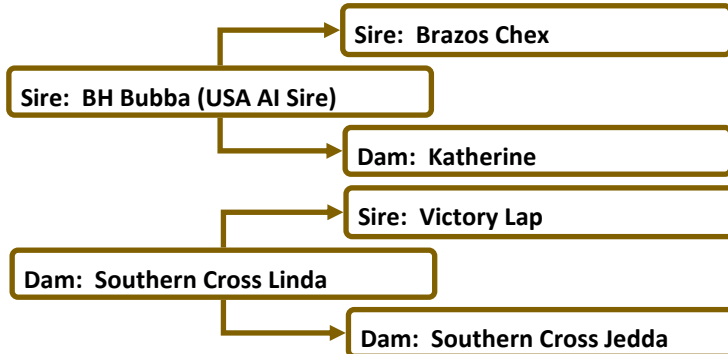 Sire:  Brazos Chex
Sire:  BH Bubba (USA AI Sire)
Dam:  Katherine
Sire:  Victory Lap
Dam:  Southern Cross Linda
Dam:  Southern Cross Jedda